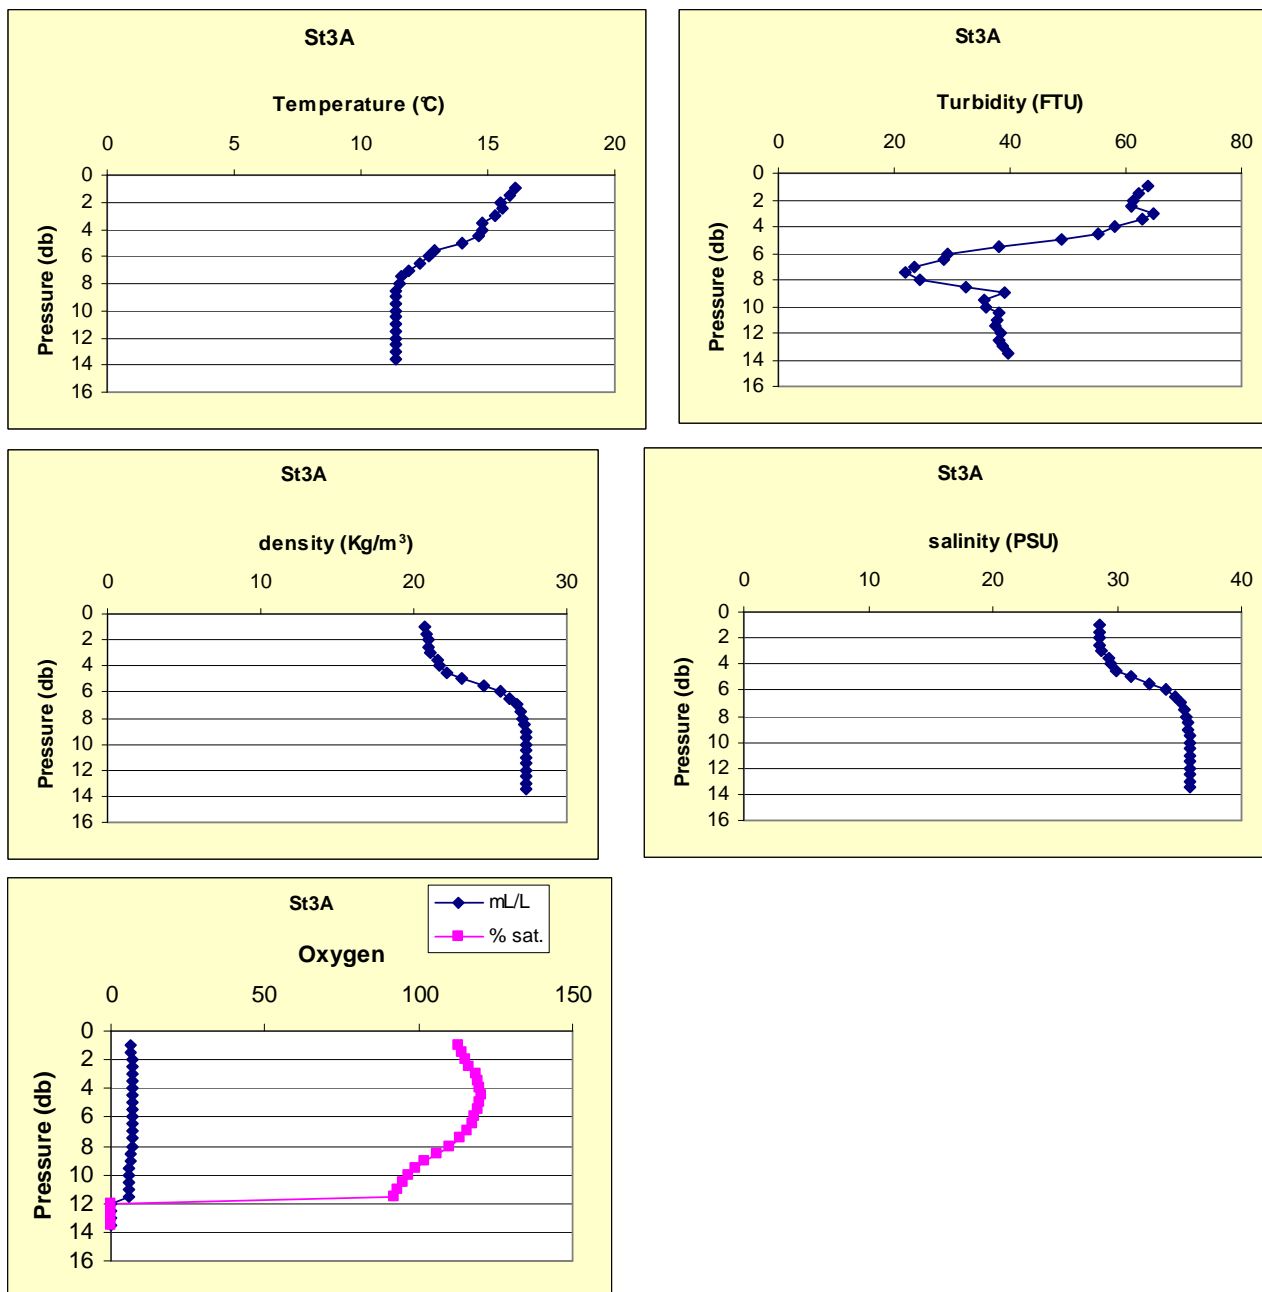 St3A
Temperature (°C)
0 5 10 15 20
0
2
4
6
8
10
12
14
16
Pressure (db)
St3A
Turbidity (FTU)
0 20 40 60 80
0
2
4
6
8
10
12
14
16
Pressure (db)
St3A
density (Kg/m³)
0 10 20 30
0
2
4
6
8
10
12
14
16
Pressure (db)
St3A
salinity (PSU)
0 10 20 30 40
0
2
4
6
8
10
12
14
16
Pressure (db)
St3A
mL/L
% sat.
Oxygen
0 50 100 150
0
2
4
6
8
10
12
14
16
Pressure (db)